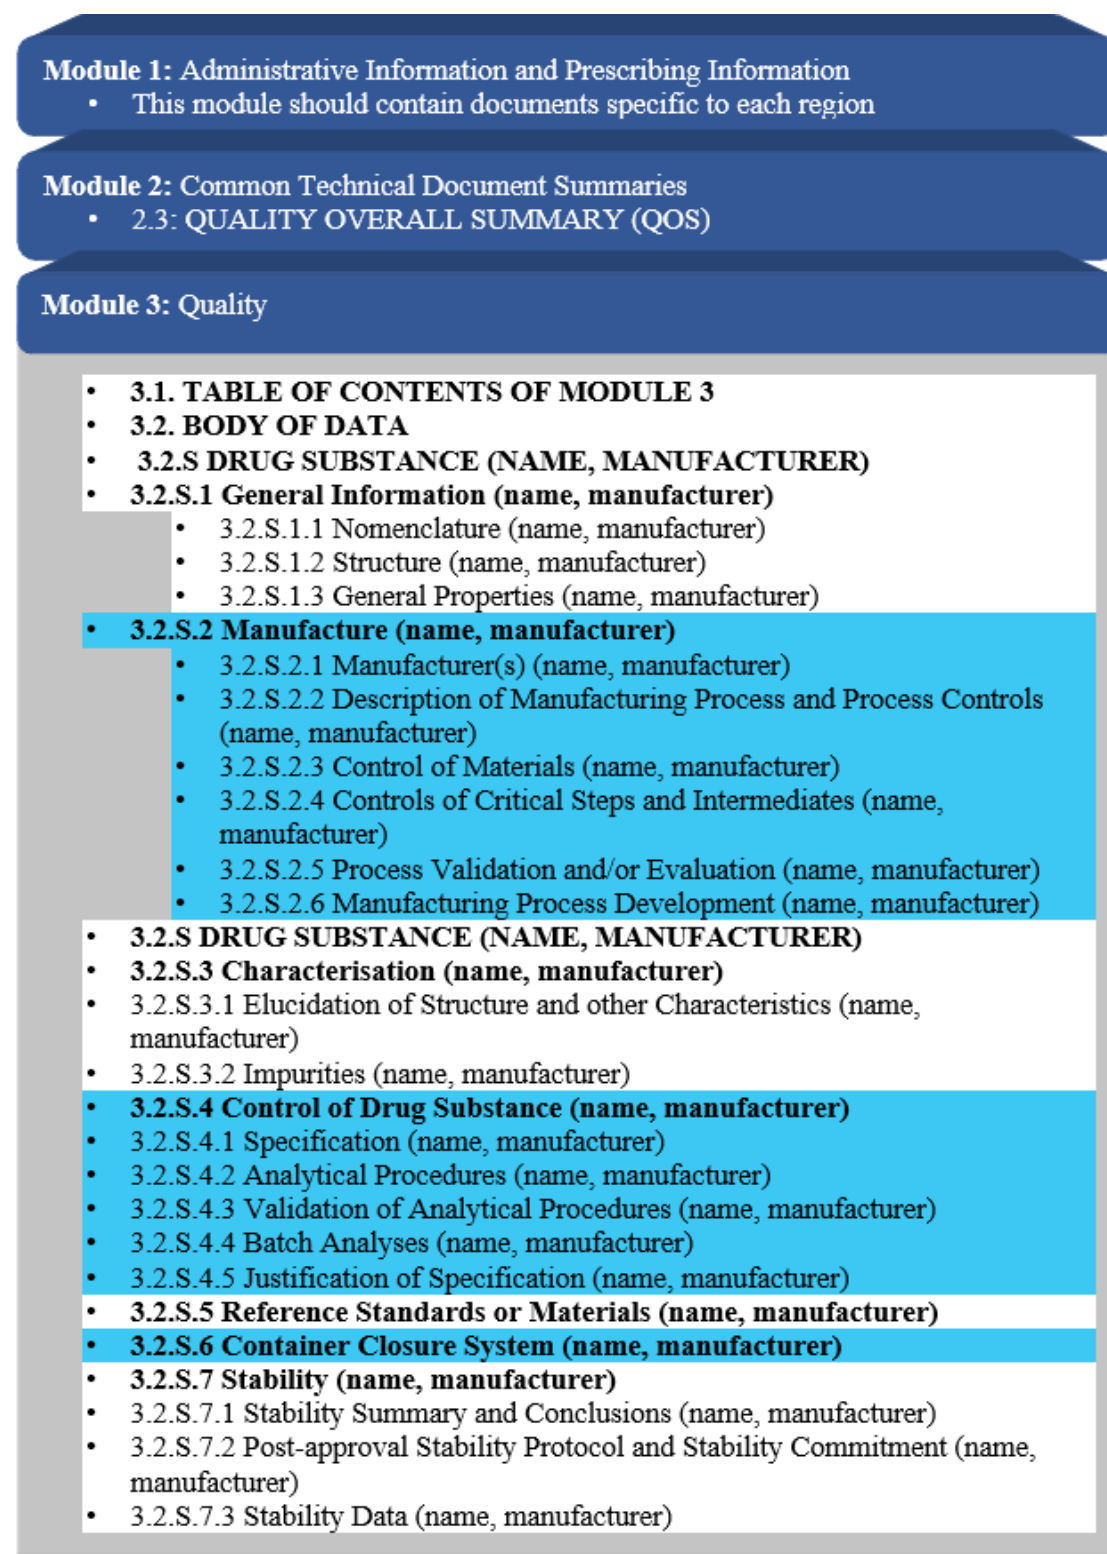 Module 1: Administrative Information and Prescribing Information
• This module should contain documents specific to each region
Module 2: Common Technical Document Summaries
• 2.3: QUALITY OVERALL SUMMARY (QOS)
Module 3: Quality
• 3.1. TABLE OF CONTENTS OF MODULE 3
• 3.2. BODY OF DATA
• 3.2.S DRUG SUBSTANCE (NAME, MANUFACTURER)
• 3.2.S.1 General Information (name, manufacturer)
• 3.2.S.1.1 Nomenclature (name, manufacturer)
• 3.2.S.1.2 Structure (name, manufacturer)
• 3.2.S.1.3 General Properties (name, manufacturer)
• 3.2.S.2 Manufacture (name, manufacturer)
• 3.2.S.2.1 Manufacturer(s) (name, manufacturer)
• 3.2.S.2.2 Description of Manufacturing Process and Process Controls
(name, manufacturer)
• 3.2.S.2.3 Control of Materials (name, manufacturer)
• 3.2.S.2.4 Controls of Critical Steps and Intermediates (name,
manufacturer)
• 3.2.S.2.5 Process Validation and/or Evaluation (name, manufacturer)
• 3.2.S.2.6 Manufacturing Process Development (name, manufacturer)
• 3.2.S DRUG SUBSTANCE (NAME, MANUFACTURER)
• 3.2.S.3 Characterisation (name, manufacturer)
• 3.2.S.3.1 Elucidation of Structure and other Characteristics (name,
manufacturer)
• 3.2.S.3.2 Impurities (name, manufacturer)
• 3.2.S.4 Control of Drug Substance (name, manufacturer)
• 3.2.S.4.1 Specification (name, manufacturer)
• 3.2.S.4.2 Analytical Procedures (name, manufacturer)
• 3.2.S.4.3 Validation of Analytical Procedures (name, manufacturer)
• 3.2.S.4.4 Batch Analyses (name, manufacturer)
• 3.2.S.4.5 Justification of Specification (name, manufacturer)
• 3.2.S.5 Reference Standards or Materials (name, manufacturer)
• 3.2.S.6 Container Closure System (name, manufacturer)
• 3.2.S.7 Stability (name, manufacturer)
• 3.2.S.7.1 Stability Summary and Conclusions (name, manufacturer)
• 3.2.S.7.2 Post-approval Stability Protocol and Stability Commitment (name,
manufacturer)
• 3.2.S.7.3 Stability Data (name, manufacturer)